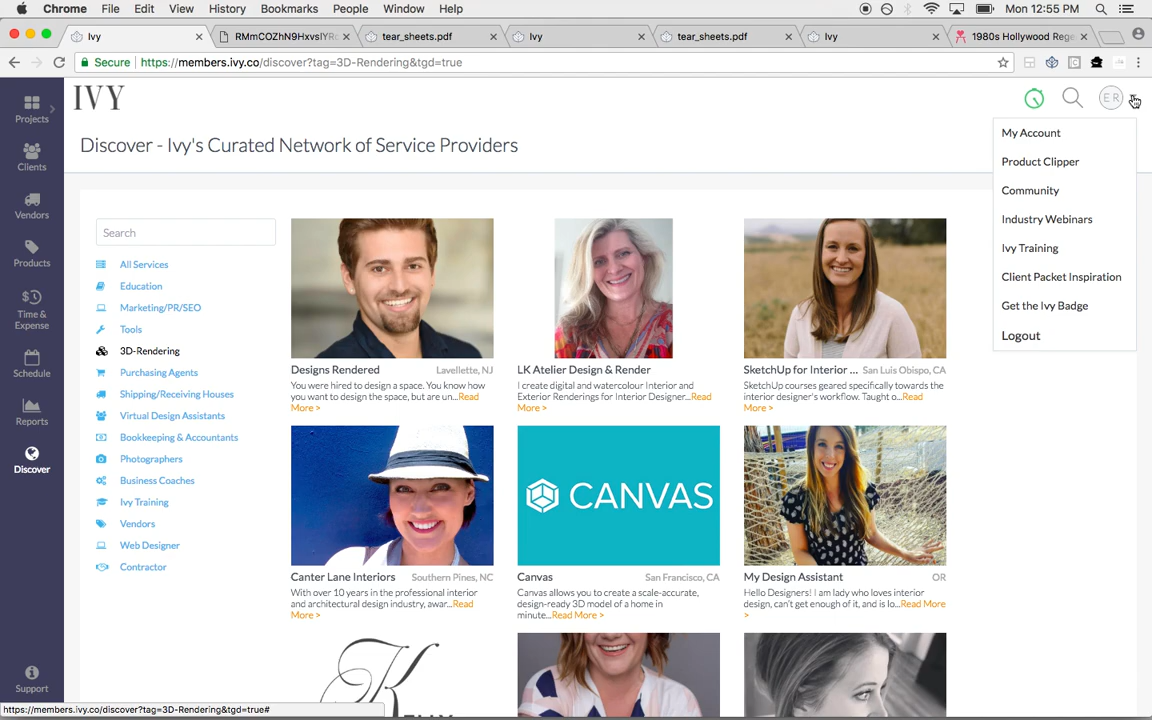 Chrome File Edit View History Bookmarks People Window Help Mon 12:55 PM
Ivy RMmCOZhN9HxvslYRc tear_sheets.pdf Ivy tear_sheets.pdf Ivy 1980s Hollywood Rege
Secure https://members.ivy.co/discover?tag=3D-Rendering&tgd=true
IVY
E R
Projects
Clients
Vendors
Products
Time &
Expense
Schedule
Reports
Discover
Support
Discover - Ivy's Curated Network of Service Providers
My Account
Product Clipper
Community
Industry Webinars
Ivy Training
Client Packet Inspiration
Get the Ivy Badge
Logout
Search
All Services
Education
Marketing/PR/SEO
Tools
3D-Rendering
Purchasing Agents
Shipping/Receiving Houses
Virtual Design Assistants
Bookkeeping & Accountants
Photographers
Business Coaches
Ivy Training
Vendors
Web Designer
Contractor
Designs Rendered Lavellette, NJ
You were hired to design a space. You know how
you want to design the space, but are un...Read
More >
LK Atelier Design & Render
I create digital and watercolour Interior and
Exterior Renderings for Interior Designer...Read
More >
SketchUp for Interior ... San Luis Obispo, CA
SketchUp courses geared specifically towards the
interior designer's workflow. Taught o...Read
More >
Canter Lane Interiors Southern Pines, NC
With over 10 years in the professional interior
and architectural design industry, awar...Read
More >
CANVAS
Canvas San Francisco, CA
Canvas allows you to create a scale-accurate,
design-ready 3D model of a home in
minute...Read More >
My Design Assistant OR
Hello Designers! I am lady who loves interior
design, can't get enough of it, and is lo...Read More
>
K
KELLY
https://members.ivy.co/discover?tag=3D-Rendering&tgd=true#